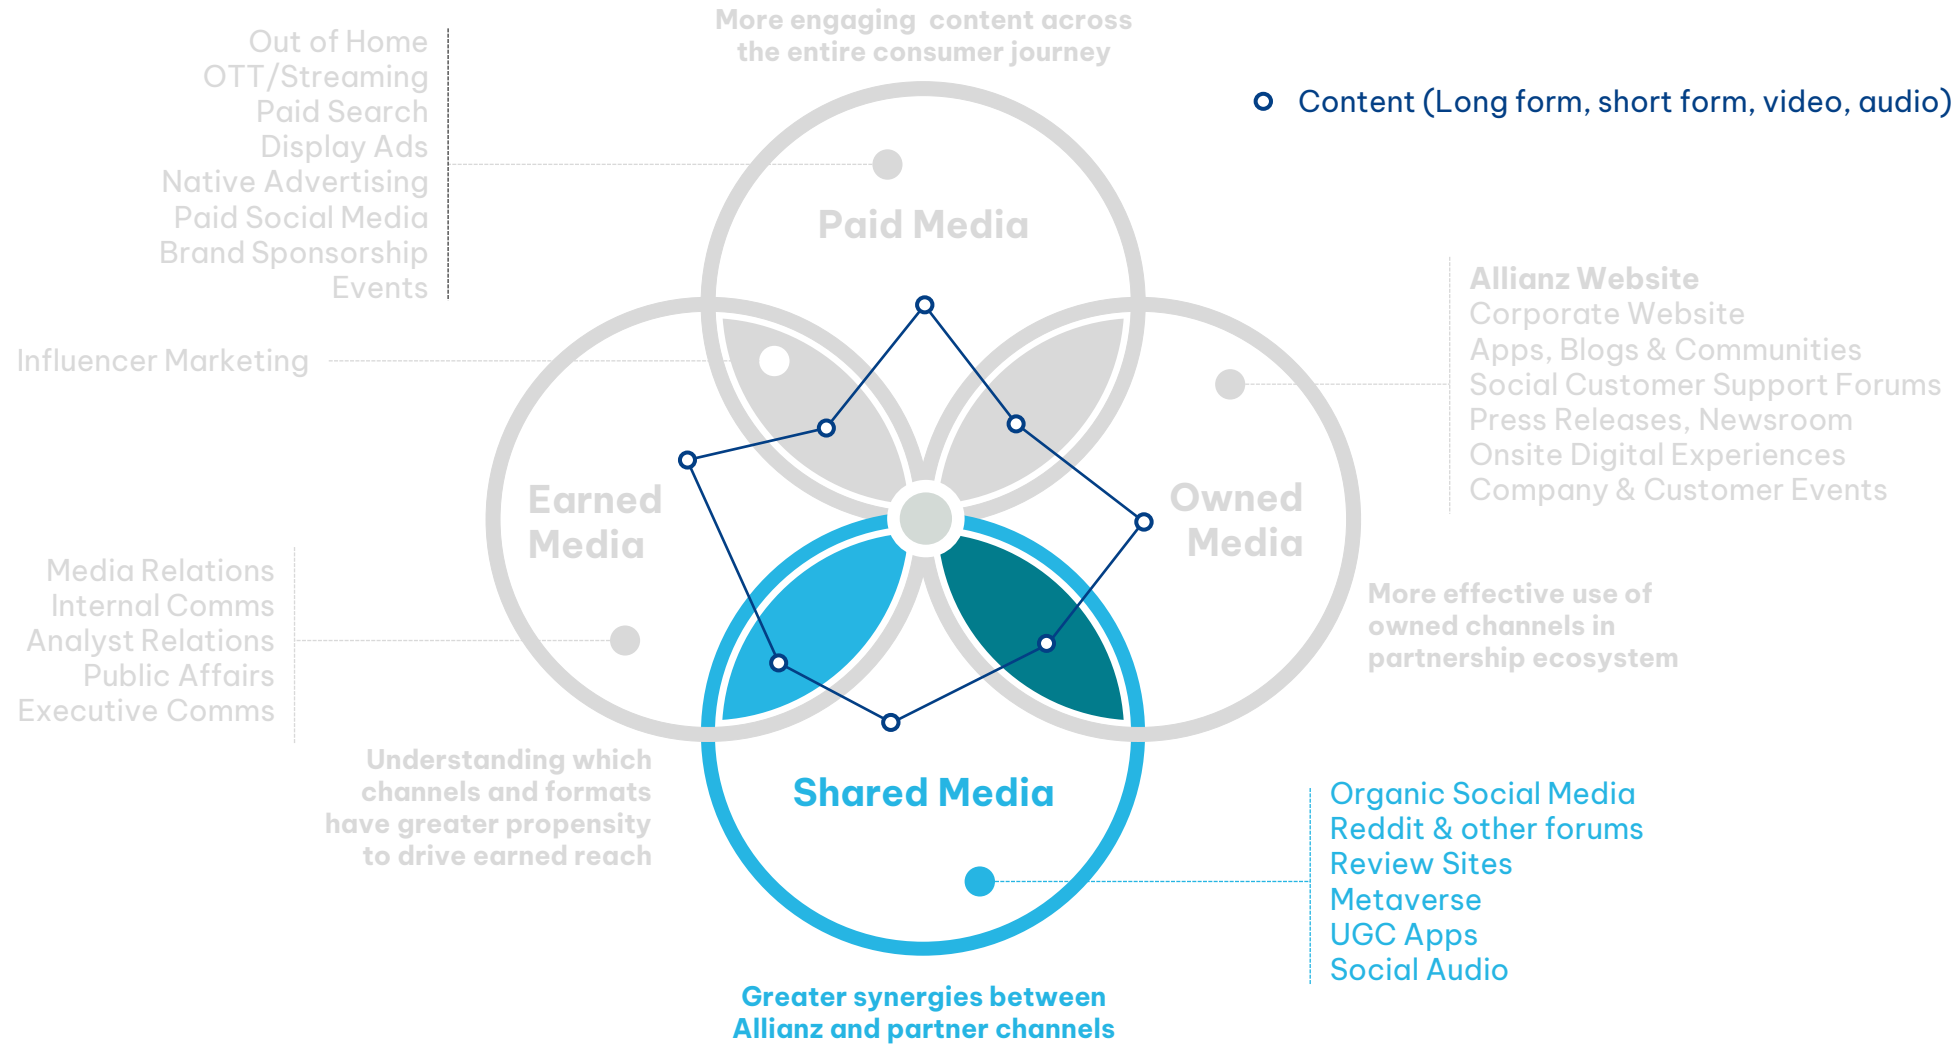 More engaging content across
the entire consumer journey
Out of Home
OTT/Streaming
Paid Search
Display Ads
Native Advertising
Paid Social Media
Brand Sponsorship
Events
Content (Long form, short form, video, audio)
Paid Media
Influencer Marketing
Allianz Website
Corporate Website
Apps, Blogs & Communities
Social Customer Support Forums
Press Releases, Newsroom
Onsite Digital Experiences
Company & Customer Events
Earned
Media
Owned
Media
Media Relations
Internal Comms
Analyst Relations
Public Affairs
Executive Comms
More effective use of
owned channels in
partnership ecosystem
Understanding which
channels and formats
have greater propensity
to drive earned reach
Shared Media
Organic Social Media
Reddit & other forums
Review Sites
Metaverse
UGC Apps
Social Audio
Greater synergies between
Allianz and partner channels